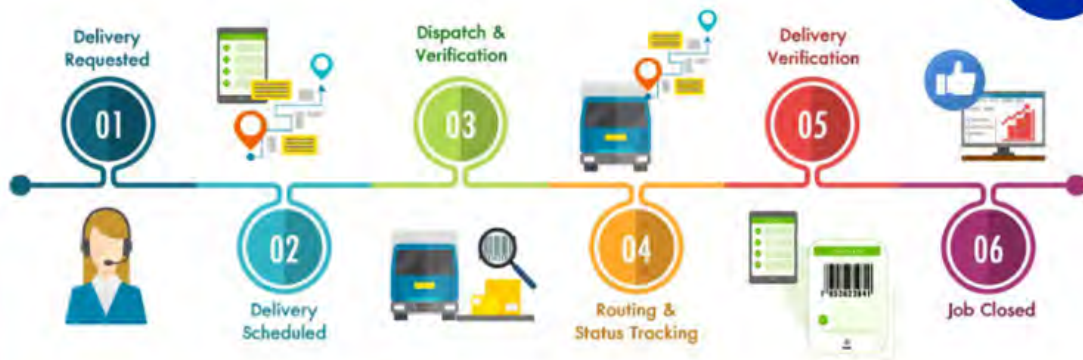 Delivery
Requested
01
02
Delivery
Scheduled
Dispatch &
Verification
03
04
Routing &
Status Tracking
Delivery
Verification
05
06
Job Closed